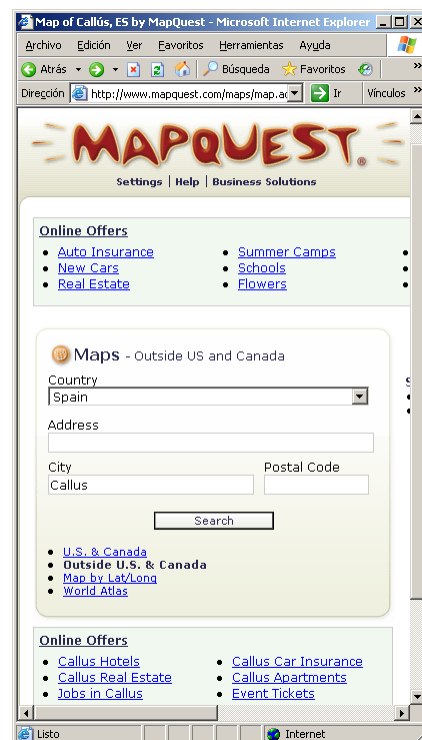 Map of Callús, ES by MapQuest - Microsoft Internet Explorer
Archivo Edición Ver Favoritos Herramientas Ayuda
Atrás Búsqueda Favoritos »
Dirección http://www.mapquest.com/maps/map.ac Ir Vínculos »
MAPQUEST®
Settings | Help | Business Solutions
Online Offers
• Auto Insurance • Summer Camps •
• New Cars • Schools •
• Real Estate • Flowers •
Maps - Outside US and Canada
Country
Spain
Address
City Postal Code
Callus
Search
• U.S. & Canada
• Outside U.S. & Canada
• Map by Lat/Long
• World Atlas
Online Offers
• Callus Hotels • Callus Car Insurance
• Callus Real Estate • Callus Apartments
• Jobs in Callus • Event Tickets
Listo Internet